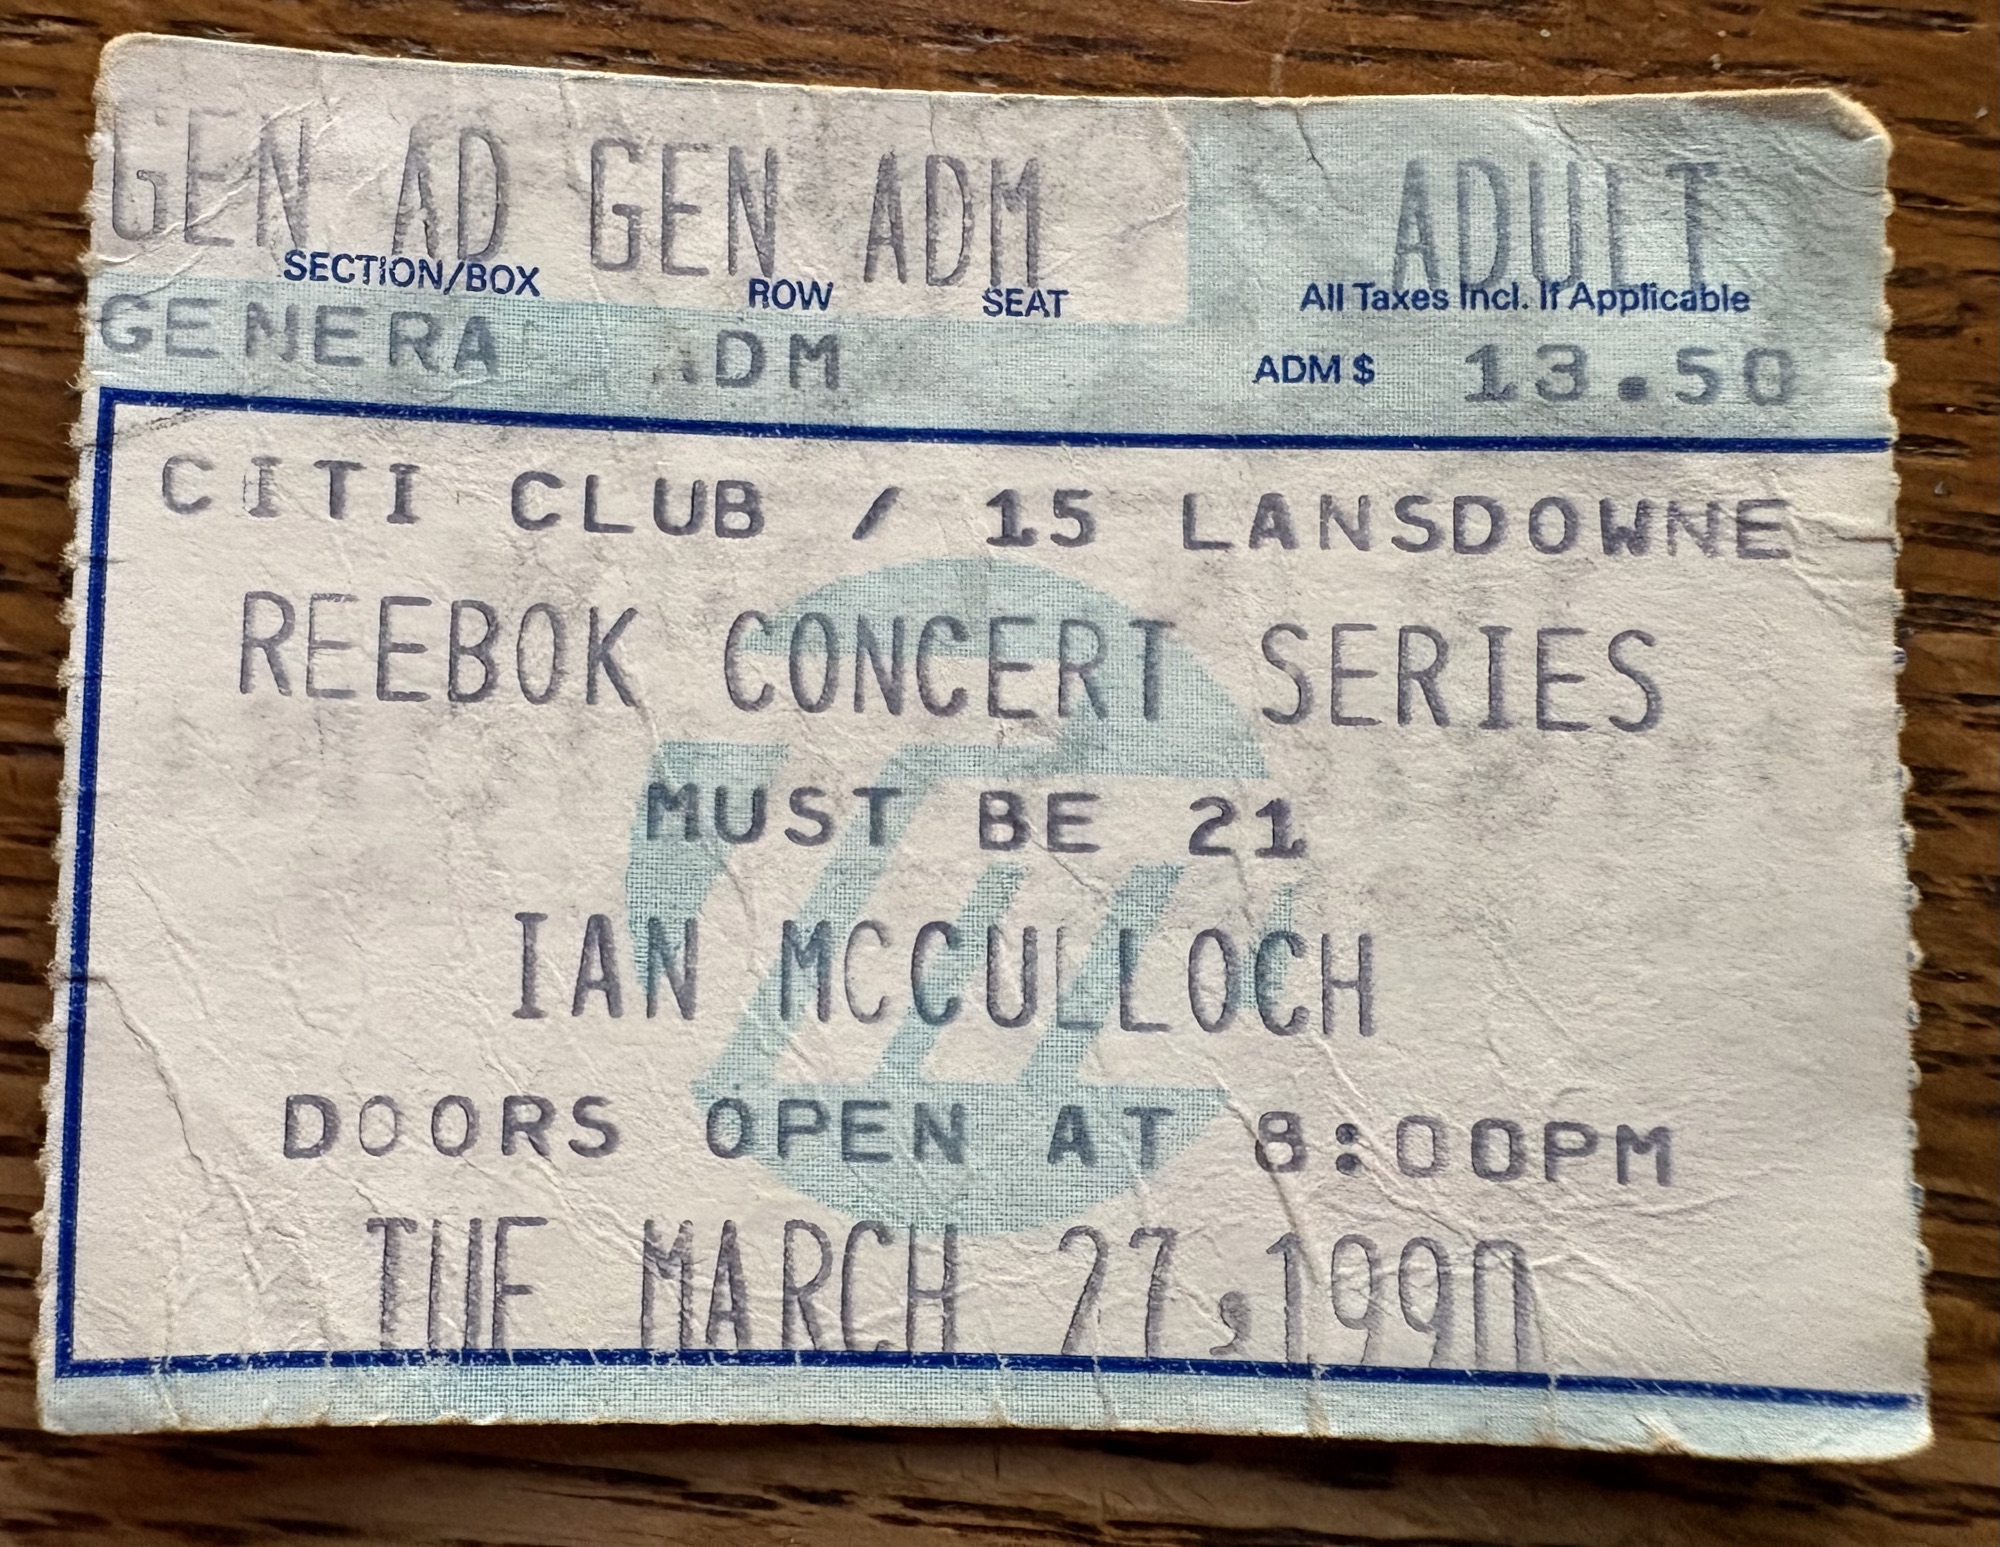 GEN AD GEN ADM ADULT
SECTION/BOX ROW SEAT All Taxes Incl. If Applicable
GENERA DM ADM $ 13.50
CITI CLUB / 15 LANSDOWNE
REEBOK CONCERT SERIES
MUST BE 21
IAN MCCULLOCH
DOORS OPEN AT 8:00PM
TUE MARCH 27,1990